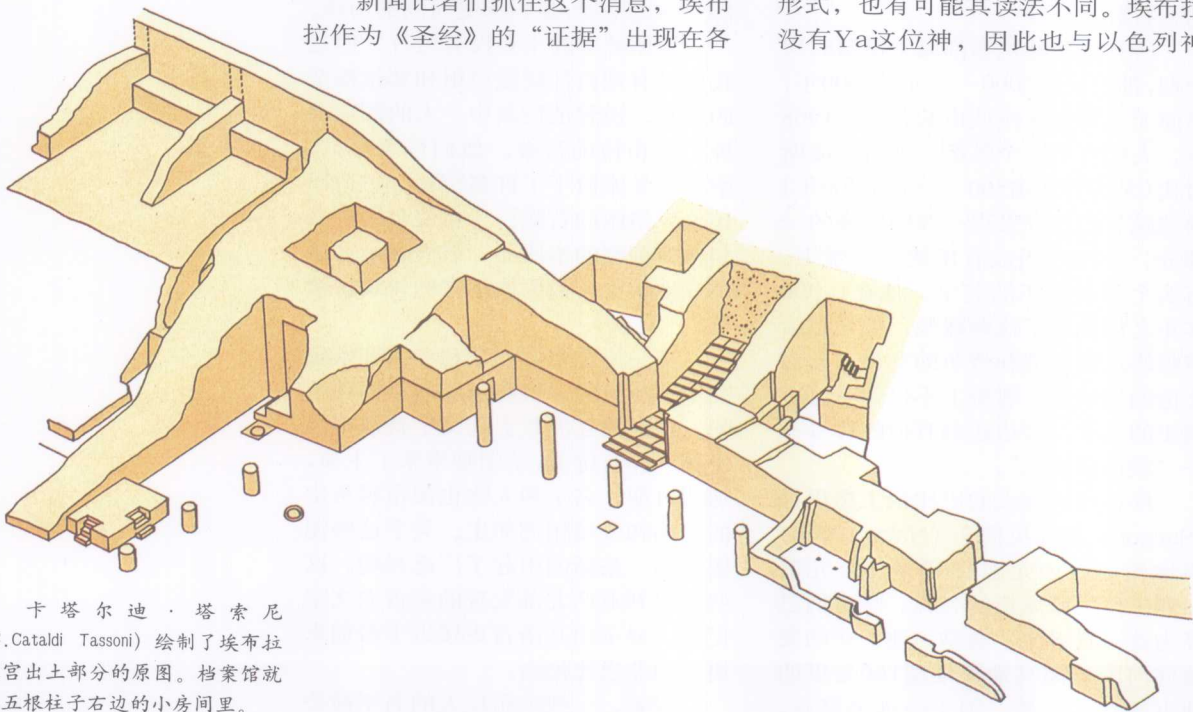 新闻记者们抓住这个消息，埃布
拉作为《圣经》的“证据”出现在各
形式，也有可能其读法不同。埃布拉
没有Ya这位神，因此也与以色列神
卡塔尔迪·塔索尼
.Cataldi Tassoni) 绘制了埃布拉
宫出土部分的原图。档案馆就
五根柱子右边的小房间里。